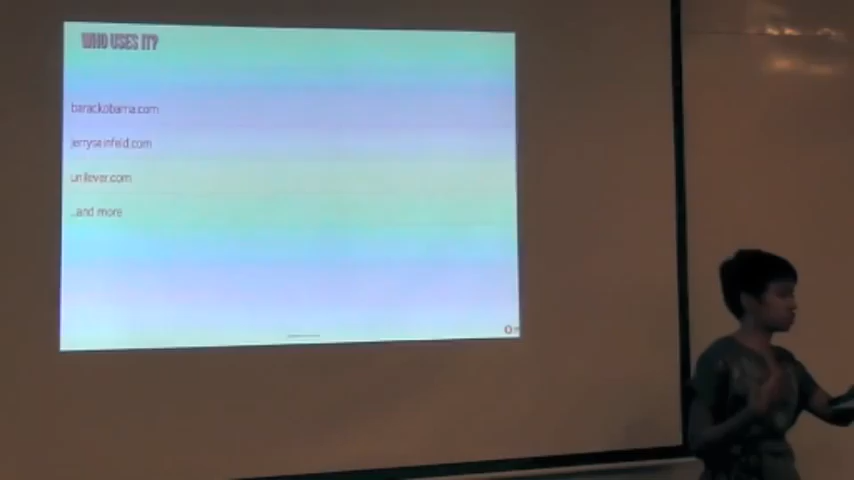 WHO USES IT?
barackobama.com
jerryseinfeld.com
unilever.com
...and more